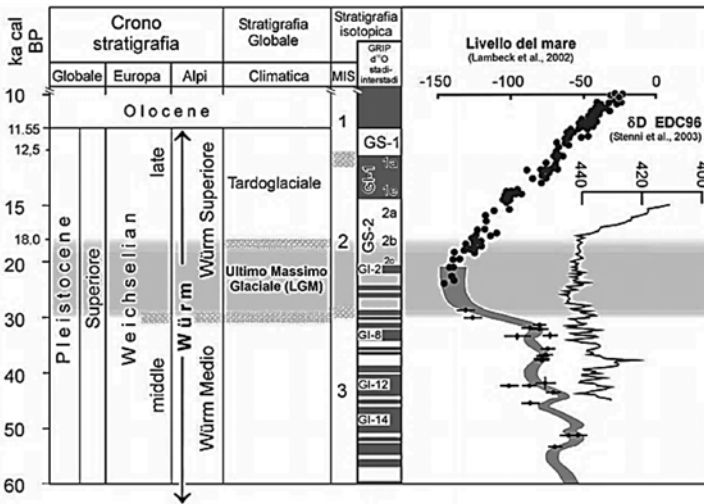 ka cal BP
Crono stratigrafia
Stratigrafia Globale
Stratigrafia isotopica
GRIP d18O stadi-interstadi
Globale
Europa
Alpi
Climatica
MIS
Livello del mare
(Lambeck et al., 2002)
-150
-100
-50
0
δD EDC96
(Stenni et al., 2003)
440
420
400
10
11.55
12,5
15
18.0
20
30
40
50
60
Olocene
Pleistocene
Superiore
Weichselian
late
middle
Würm
Würm Superiore
Würm Medio
Tardoglaciale
Ultimo Massimo
Glaciale (LGM)
1
2
3
GS-1
GI-1
1a
1e
GS-2
2a
2b
2c
GI-2
GI-8
GI-12
GI-14